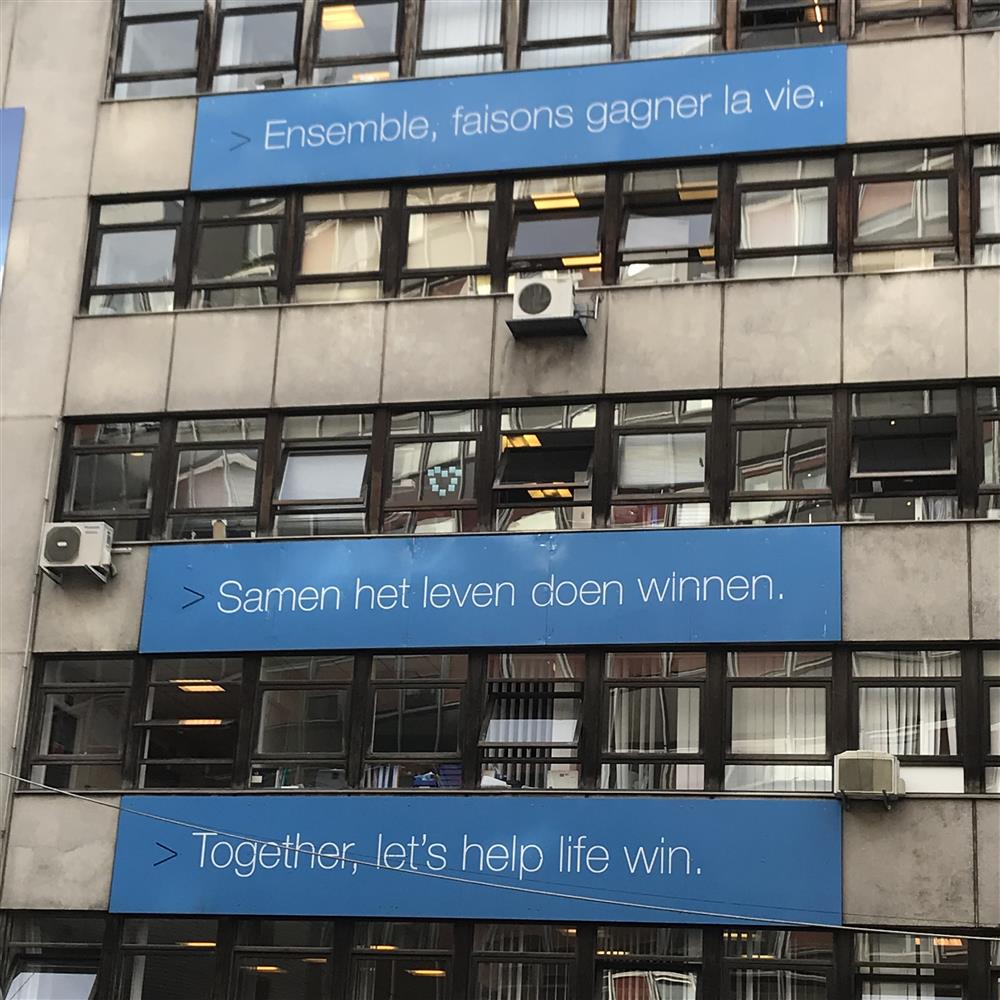 > Ensemble, faisons gagner la vie.
> Samen het leven doen winnen.
> Together, let's help life win.